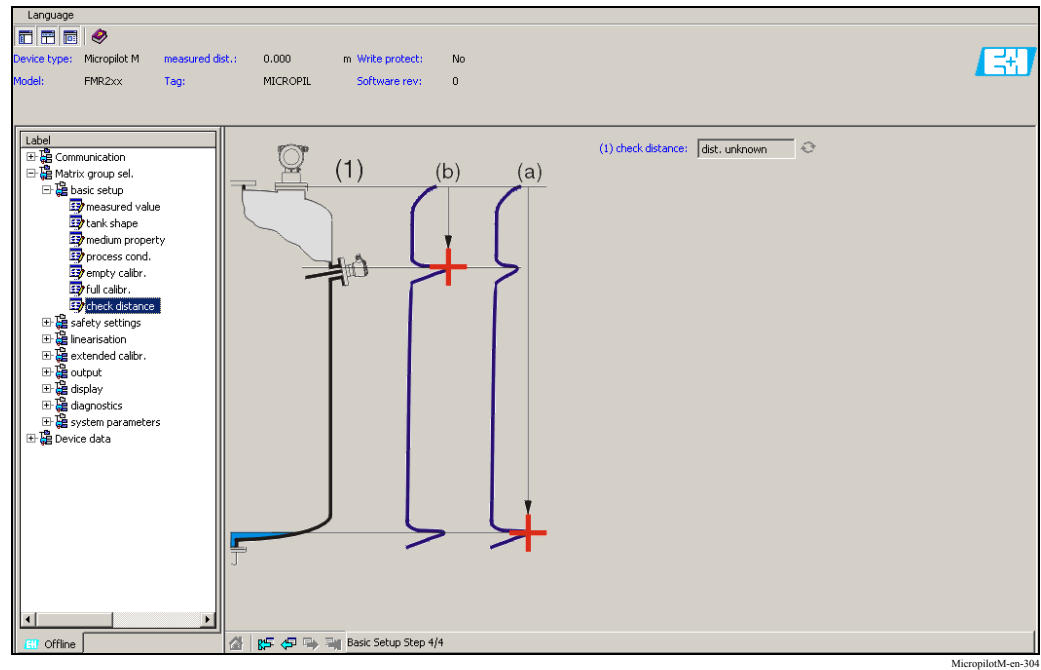 Language
Device type: Micropilot M measured dist.: 0.000 m Write protect: No
Model: FMR2xx Tag: MICROPIL Software rev: 0
E+H
Label
Communication
Matrix group sel.
basic setup
measured value
tank shape
medium property
process cond.
empty calibr.
full calibr.
check distance
safety settings
linearisation
extended calibr.
output
display
diagnostics
system parameters
Device data
(1) check distance: dist. unknown
(1) (b) (a)
Offline
Basic Setup Step 4/4
MicropilotM-en-304